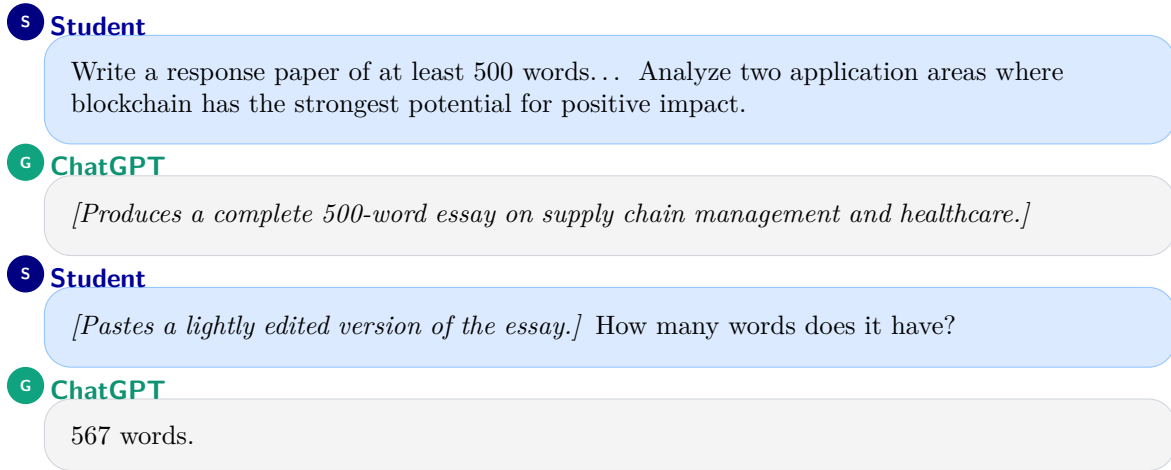 S Student
Write a response paper of at least 500 words... Analyze two application areas where
blockchain has the strongest potential for positive impact.
G ChatGPT
[Produces a complete 500-word essay on supply chain management and healthcare.]
S Student
[Pastes a lightly edited version of the essay.] How many words does it have?
G ChatGPT
567 words.